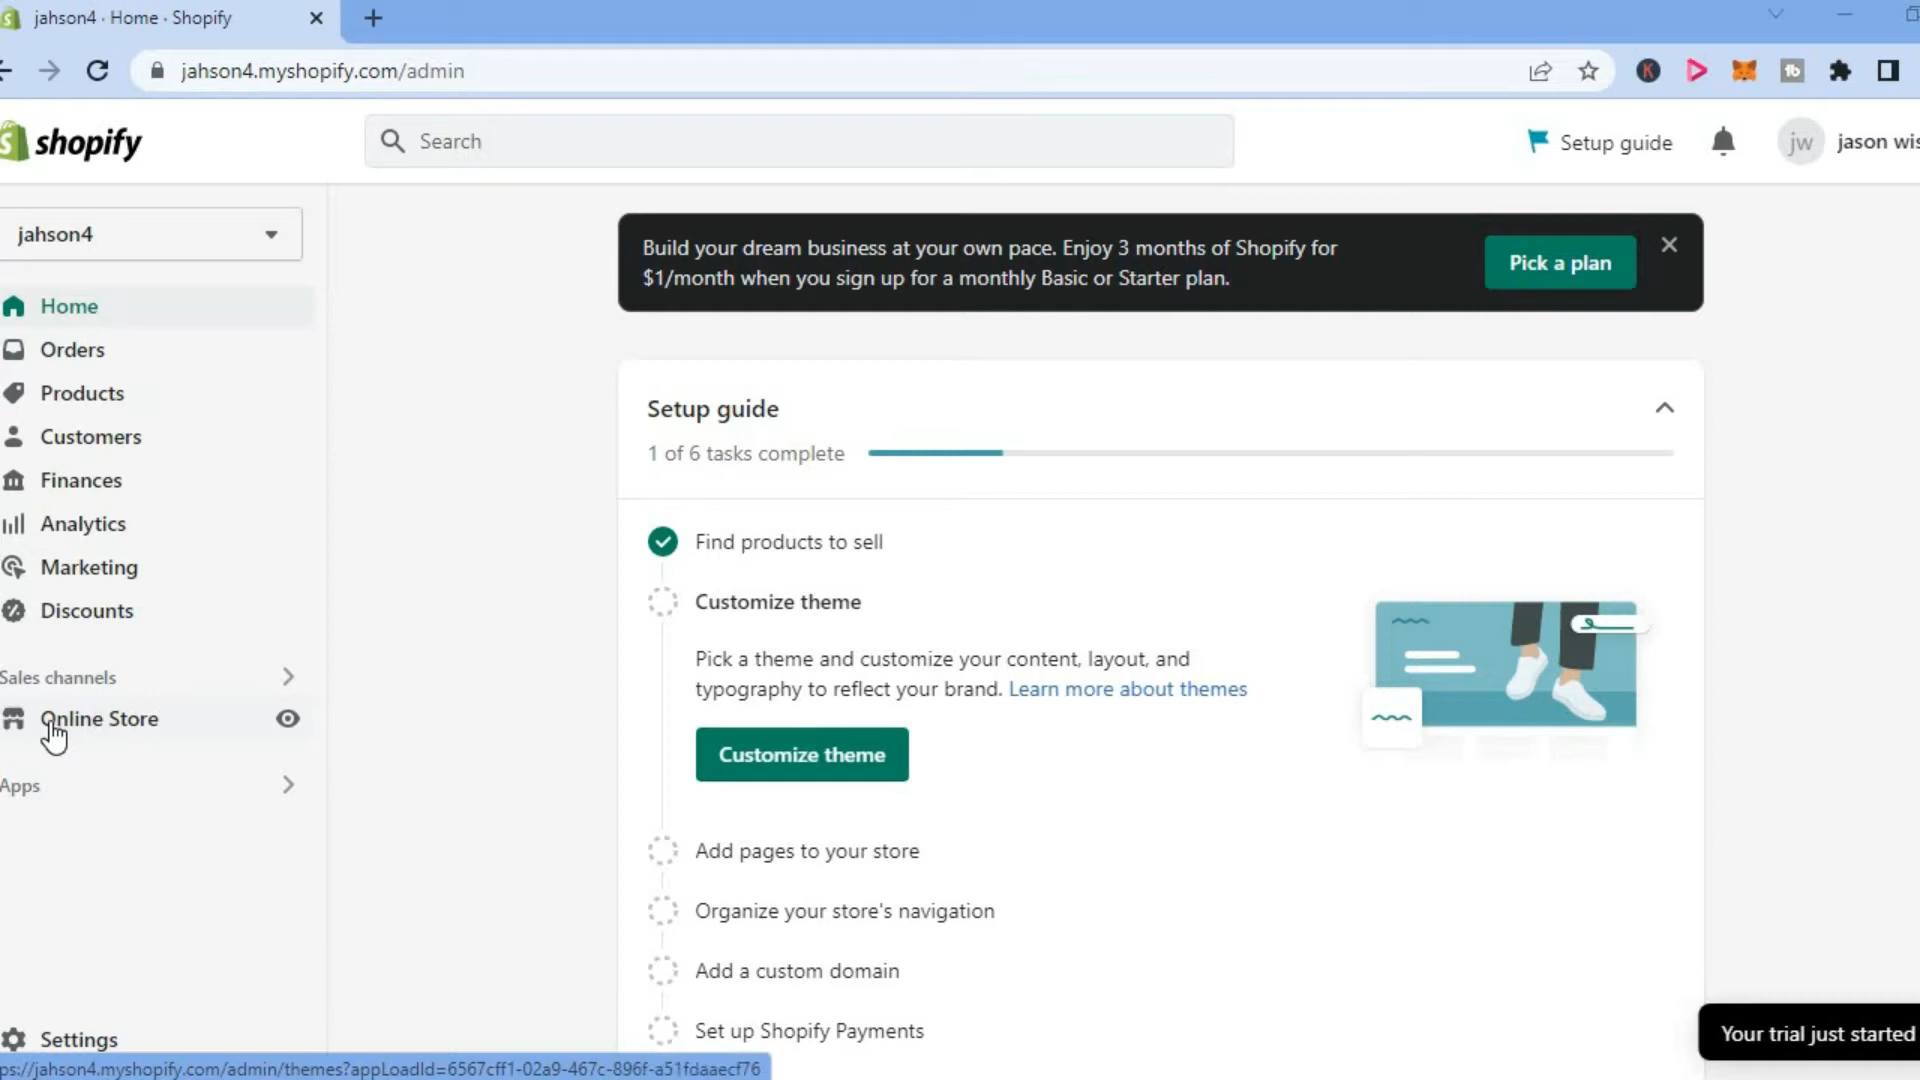 jahson4 · Home · Shopify
jahson4.myshopify.com/admin
shopify
Search
Setup guide
jw
jason wis
jahson4
Home
Orders
Products
Customers
Finances
Analytics
Marketing
Discounts
Sales channels
Online Store
Apps
Settings
Build your dream business at your own pace. Enjoy 3 months of Shopify for
$1/month when you sign up for a monthly Basic or Starter plan.
Pick a plan
Setup guide
1 of 6 tasks complete
Find products to sell
Customize theme
Pick a theme and customize your content, layout, and
typography to reflect your brand. Learn more about themes
Customize theme
Add pages to your store
Organize your store's navigation
Add a custom domain
Set up Shopify Payments
Your trial just started
ps://jahson4.myshopify.com/admin/themes?appLoadId=6567cff1-02a9-467c-896f-a51fdaaecf76